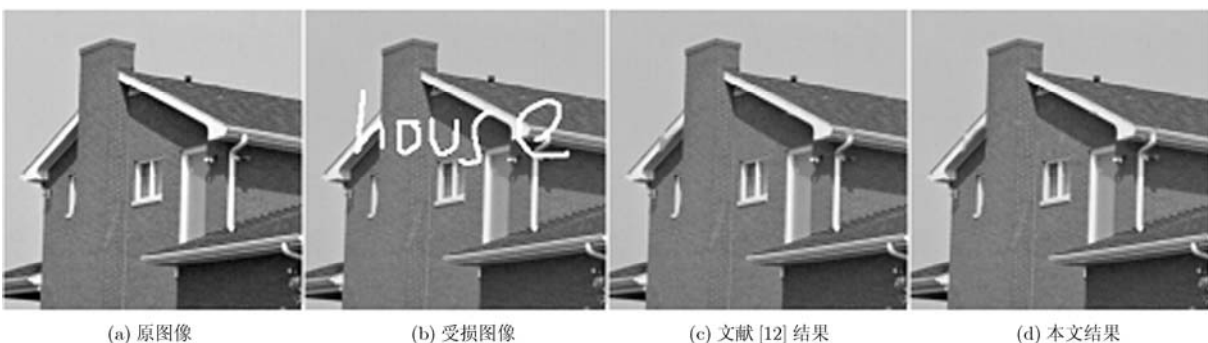 house
(a) 原图像
(b) 受损图像
(c) 文献 [12] 结果
(d) 本文结果